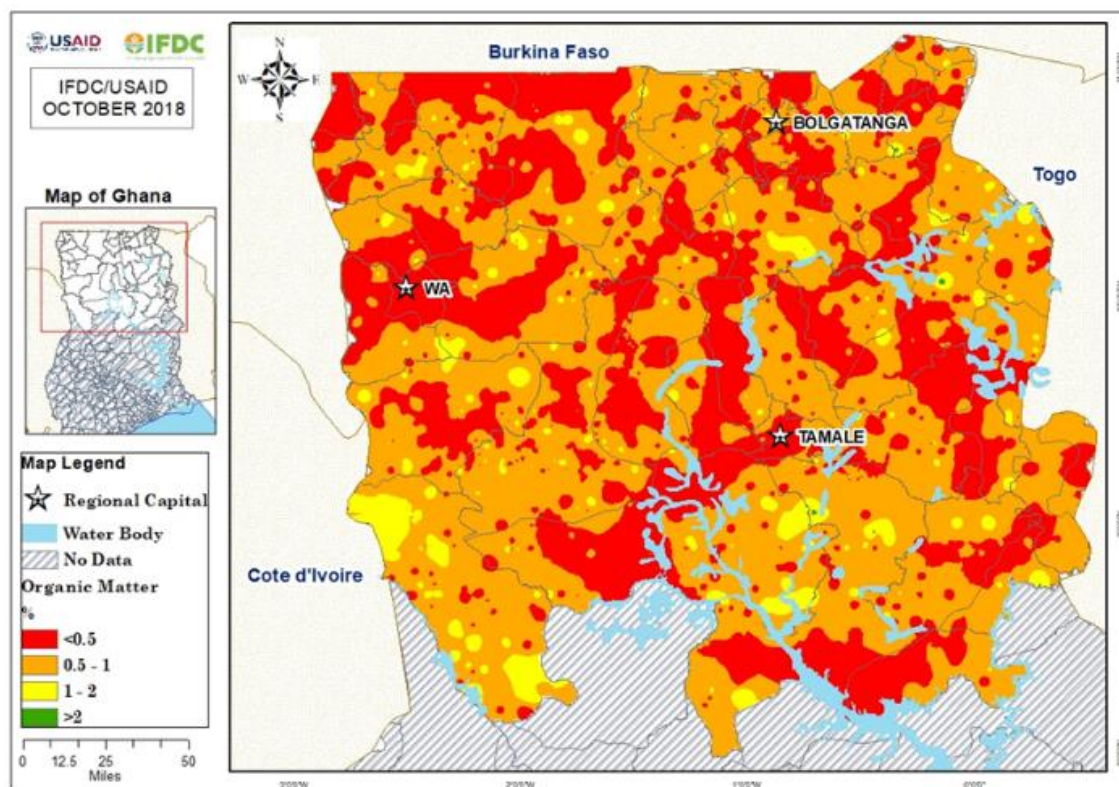 USAID
IFDC
IFDC/USAID
OCTOBER 2018
Map of Ghana
Map Legend
Regional Capital
Water Body
No Data
Organic Matter
%
<0.5
0.5 - 1
1 - 2
>2
0 12.5 25 50
Miles
N
W E
S
Burkina Faso
BOLGATANGA
Togo
WA
TAMALE
Cote d'Ivoire